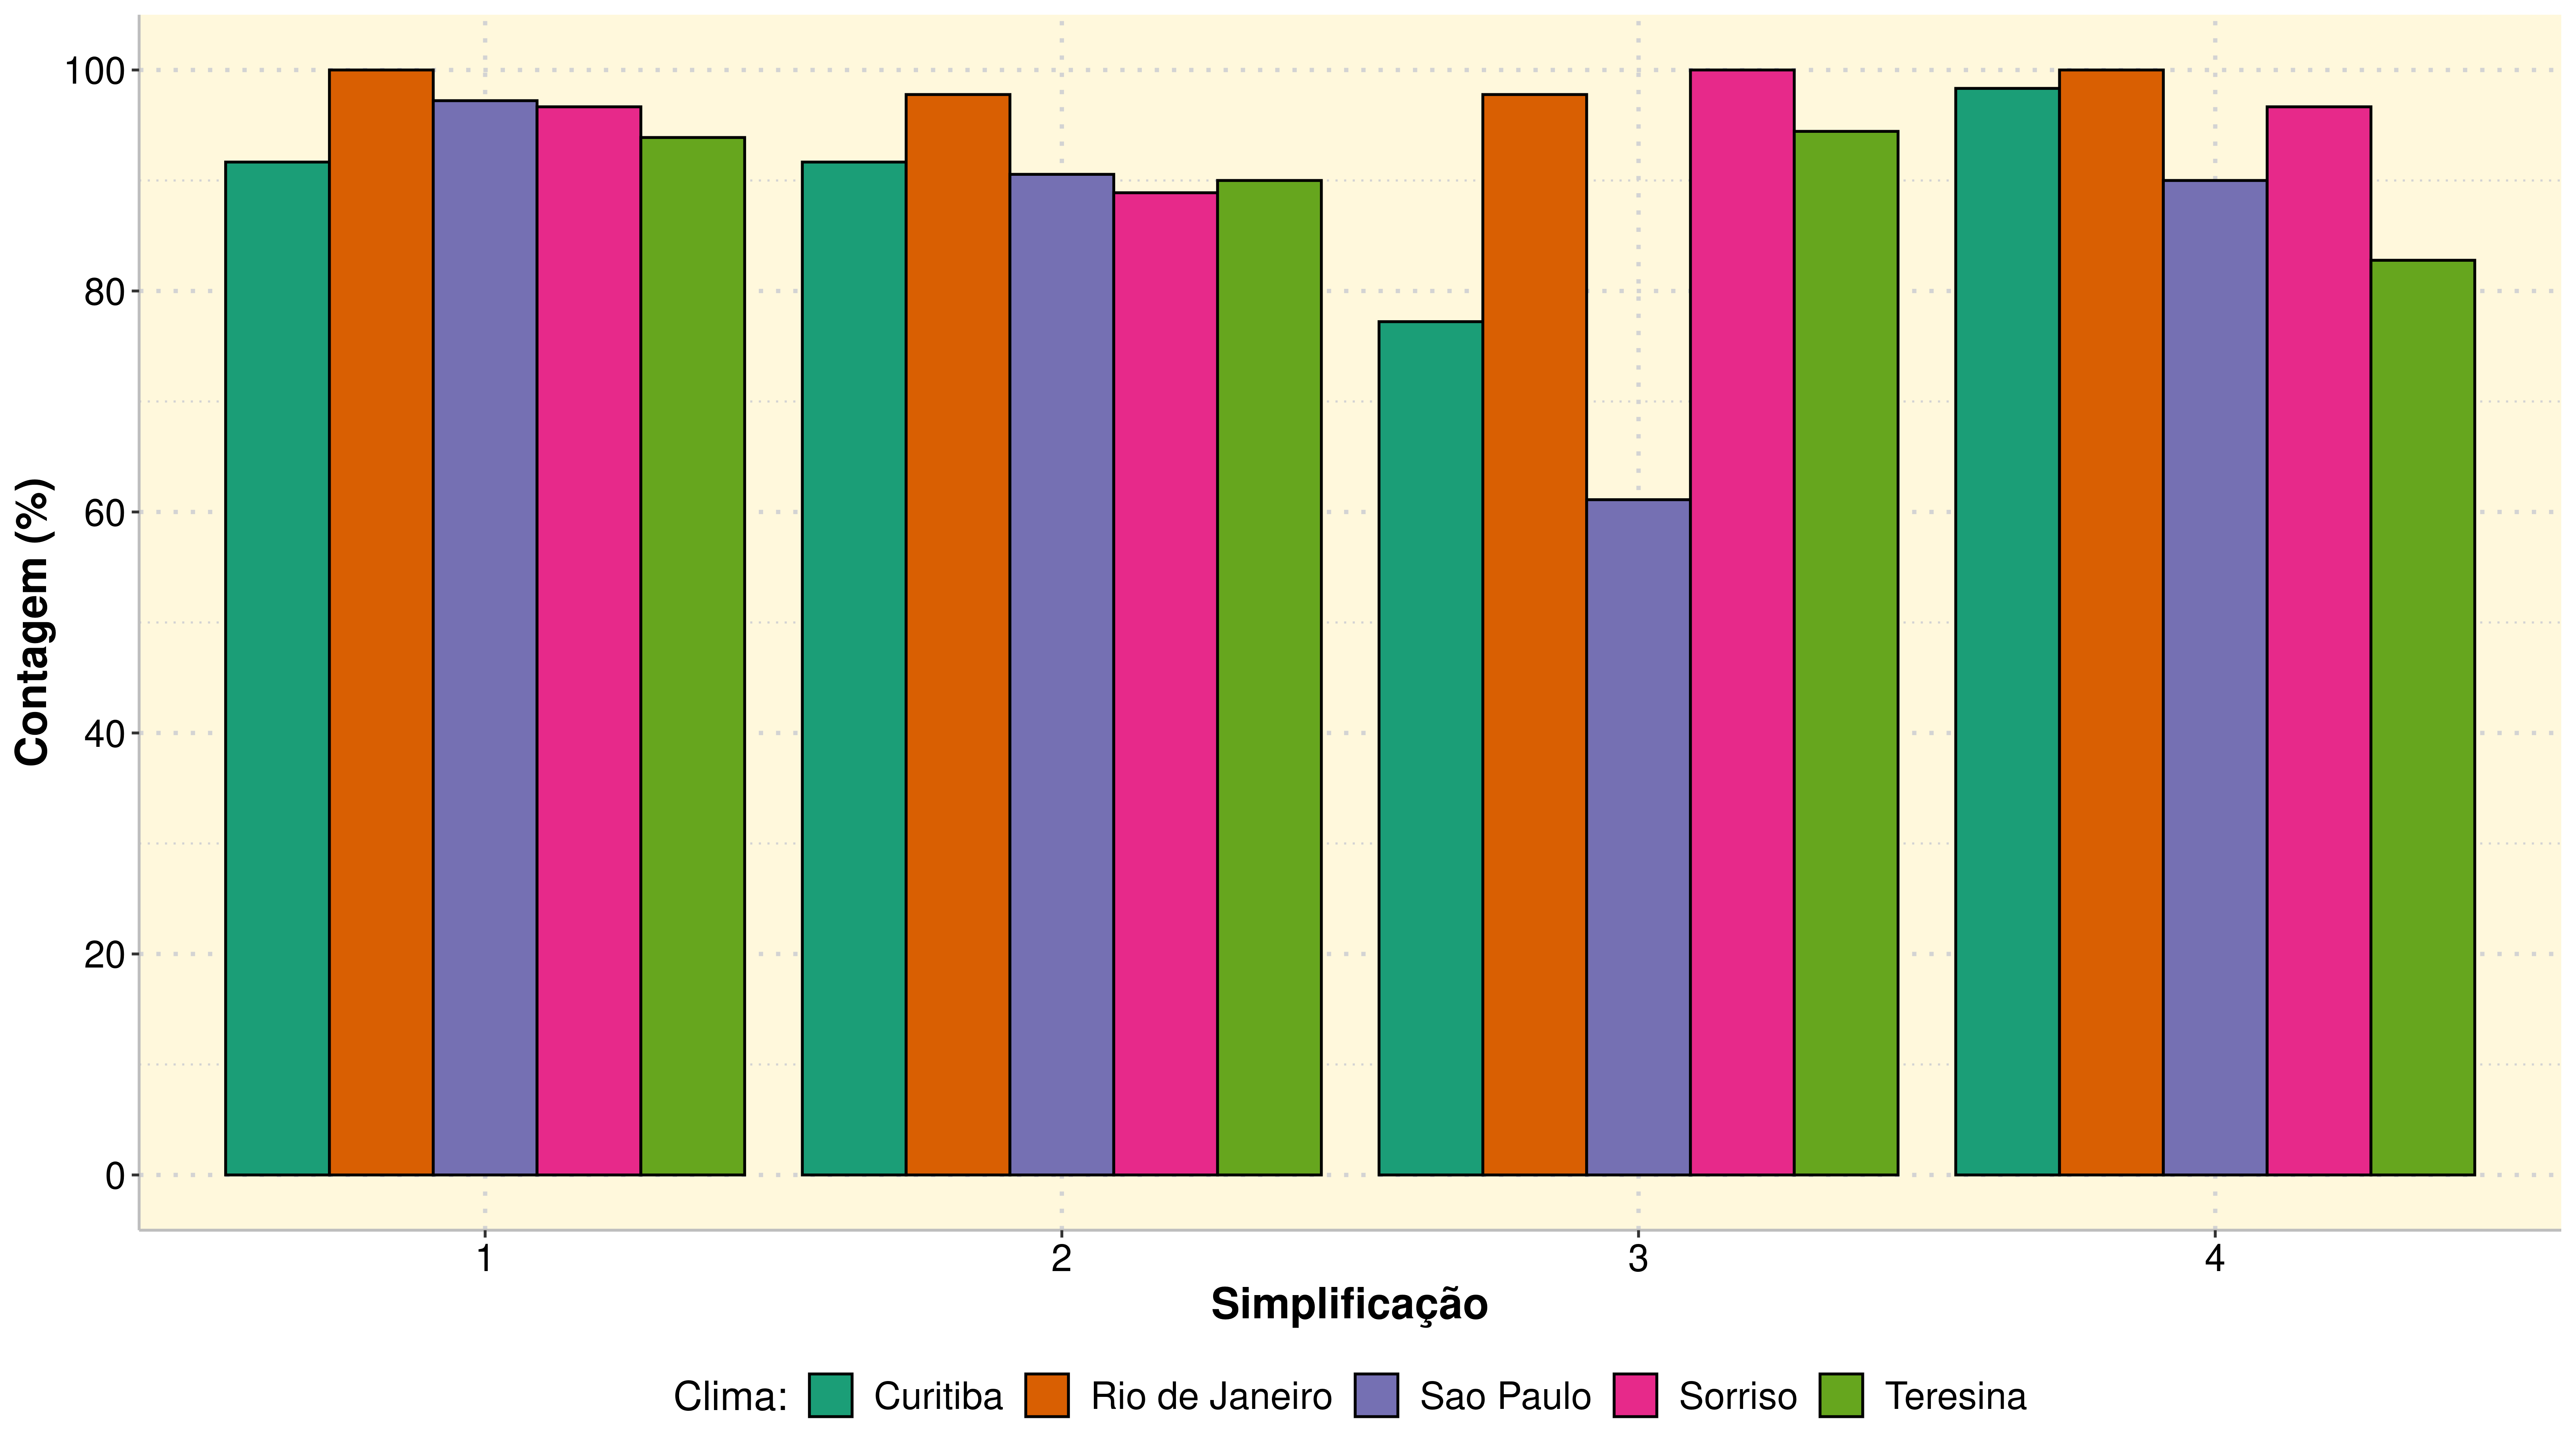 Contagem (%)
100
80
60
40
20
0
1 2 3 4
Simplificação
Clima: Curitiba Rio de Janeiro Sao Paulo Sorriso Teresina